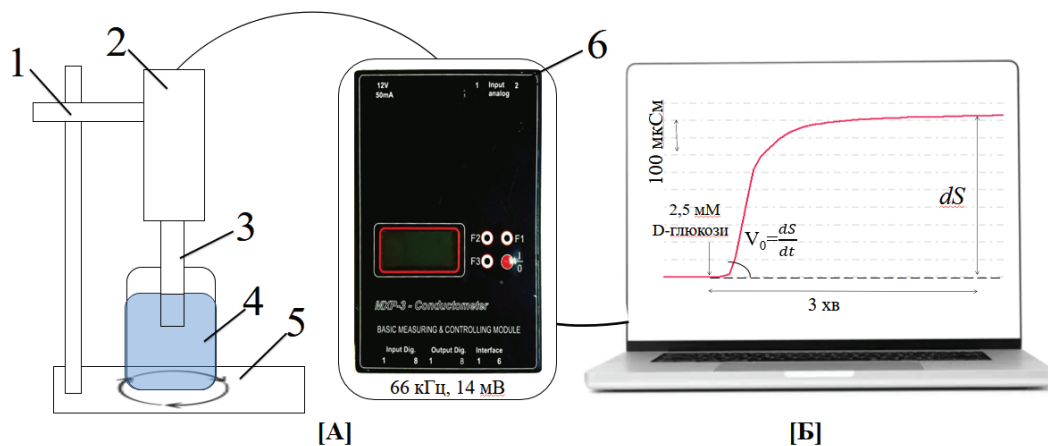 1
2
3
4
5
6
12V
50mA
1 Input 2
analog
F2 F1
F3 I
0
MXP-3 - Conductometer
BASIC MEASURING & CONTROLLING MODULE
Input Dig. Output Dig. Interface
1 8 1 8 1 6
66 кГц, 14 мВ
[А]
100 мкСм
2,5 мМ
D-глюкози
V₀=dS/dt
dS
3 хв
[Б]